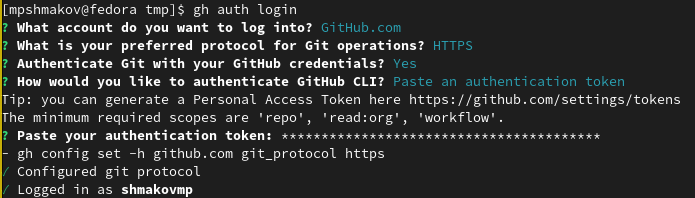 [mpshmakov@fedora tmp]$ gh auth login
? What account do you want to log into? GitHub.com
? What is your preferred protocol for Git operations? HTTPS
? Authenticate Git with your GitHub credentials? Yes
? How would you like to authenticate GitHub CLI? Paste an authentication token
Tip: you can generate a Personal Access Token here https://github.com/settings/tokens
The minimum required scopes are 'repo', 'read:org', 'workflow'.
? Paste your authentication token: ****************************************
- gh config set -h github.com git_protocol https
✓ Configured git protocol
✓ Logged in as shmakovmp